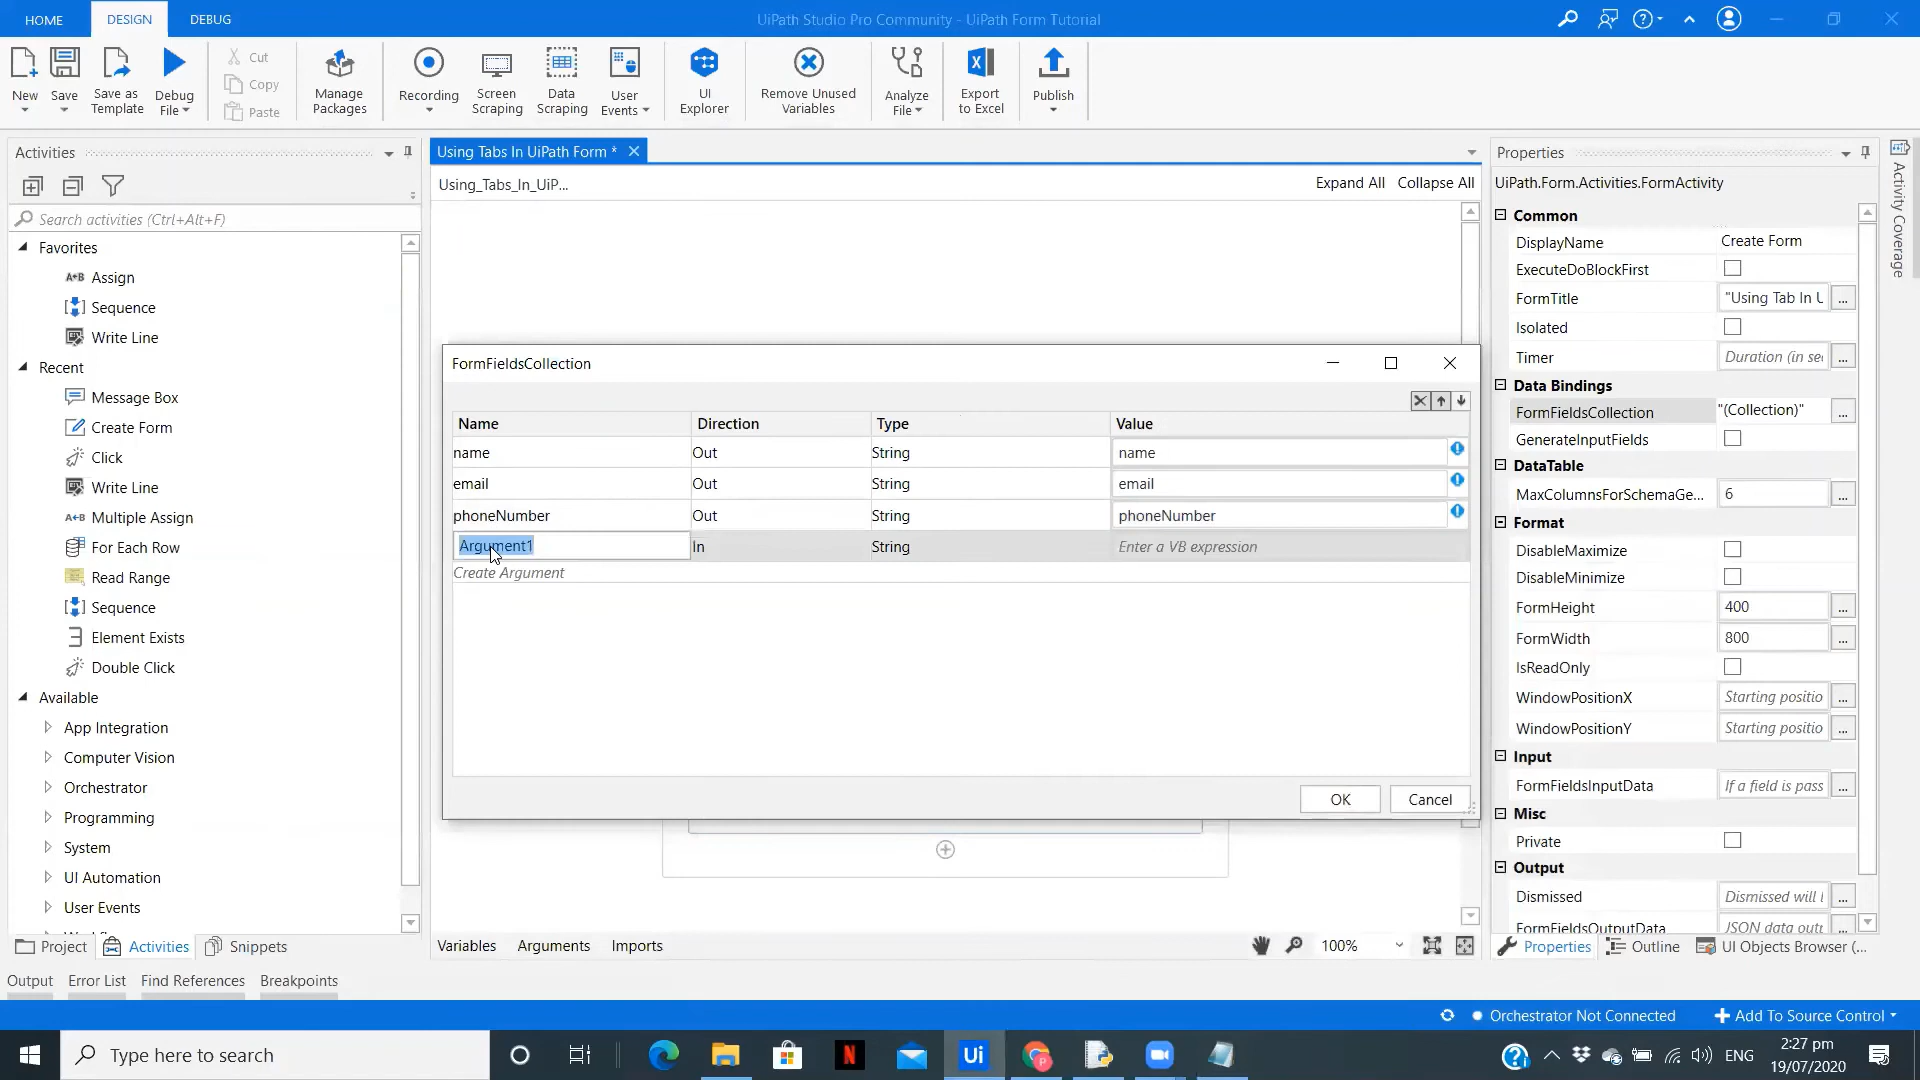 HOME
DESIGN
DEBUG
UiPath Studio Pro Community - UiPath Form Tutorial
New
Save
Save as
Template
Debug
File
Cut
Copy
Paste
Manage
Packages
Recording
Screen
Scraping
Data
Scraping
User
Events
UI
Explorer
Remove Unused
Variables
Analyze
File
Export
to Excel
Publish
Activities
Search activities (Ctrl+Alt+F)
Favorites
Assign
Sequence
Write Line
Recent
Message Box
Create Form
Click
Write Line
Multiple Assign
For Each Row
Read Range
Sequence
Element Exists
Double Click
Available
App Integration
Computer Vision
Orchestrator
Programming
System
UI Automation
User Events
Project
Activities
Snippets
Using Tabs In UiPath Form *
Using_Tabs_In_UiP...
Expand All
Collapse All
FormFieldsCollection
Name Direction Type Value
name Out String name
email Out String email
phoneNumber Out String phoneNumber
Argument1 In String Enter a VB expression
Create Argument
OK
Cancel
Variables
Arguments
Imports
100%
Properties
UiPath.Form.Activities.FormActivity
Common
DisplayName Create Form
ExecuteDoBlockFirst
FormTitle "Using Tab In U ...
Isolated
Timer Duration (in se ...
Data Bindings
FormFieldsCollection "(Collection)" ...
GenerateInputFields
DataTable
MaxColumnsForSchemaGe... 6 ...
Format
DisableMaximize
DisableMinimize
FormHeight 400 ...
FormWidth 800 ...
IsReadOnly
WindowPositionX Starting positio ...
WindowPositionY Starting positio ...
Input
FormFieldsInputData If a field is pass ...
Misc
Private
Output
Dismissed Dismissed will ...
FormFieldsOutputData JSON data outp
Properties
Outline
UI Objects Browser (...
Activity Coverage
Output
Error List
Find References
Breakpoints
Orchestrator Not Connected
Add To Source Control
Type here to search
ENG
2:27 pm
19/07/2020